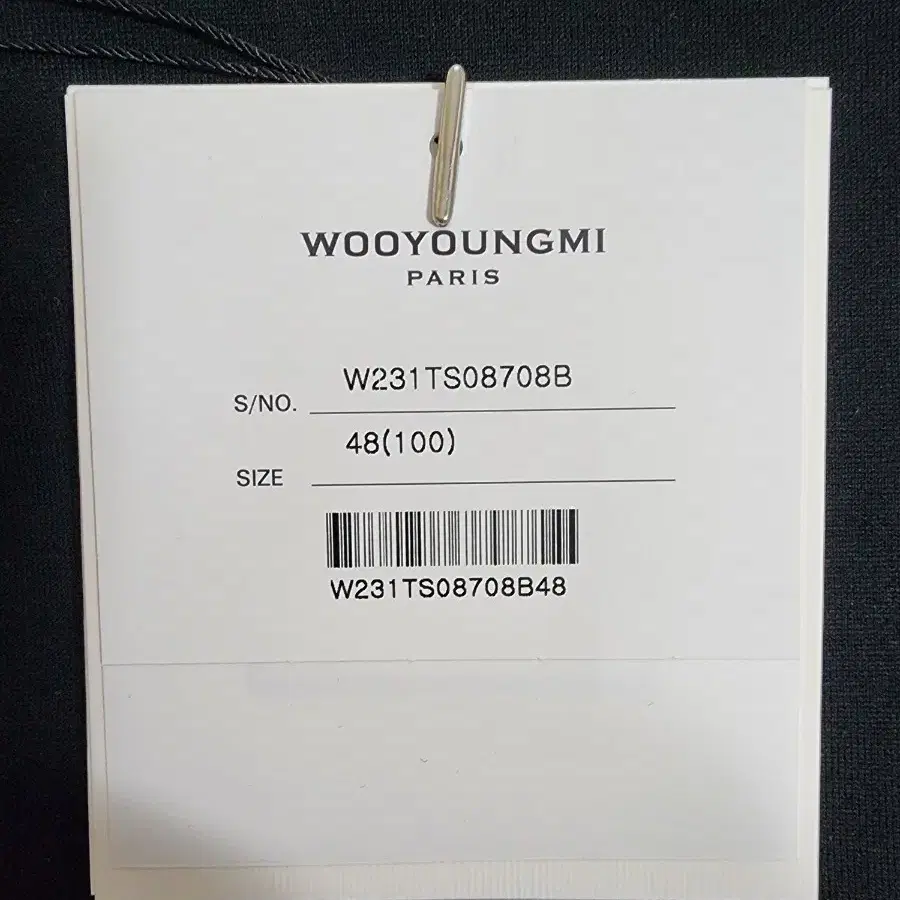 WOOYOUNGMI
PARIS
S/NO. W231TS08708B
SIZE 48(100)
W231TS08708B48